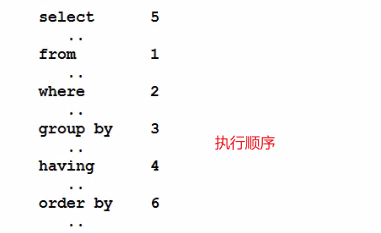 select 5
..
from 1
..
where 2
..
group by 3
..
执行顺序
having 4
..
order by 6
..